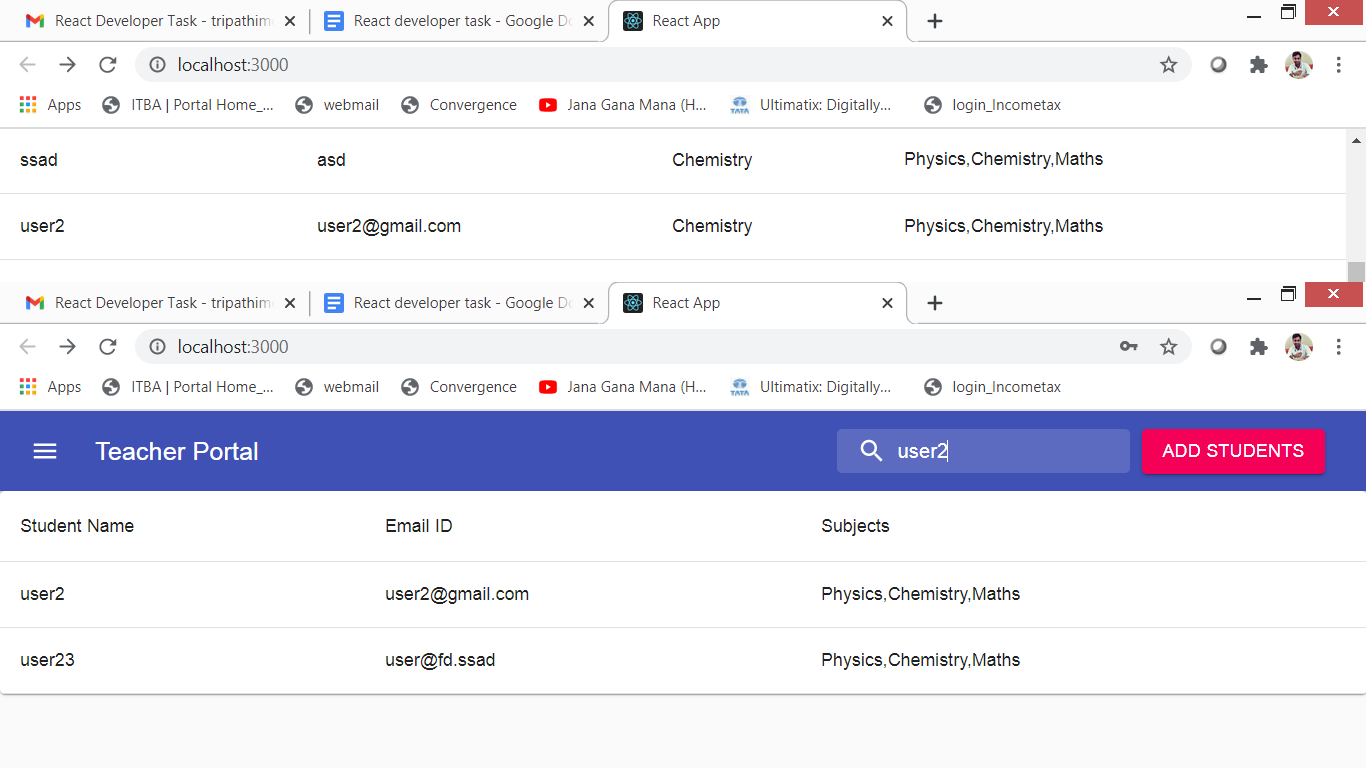 React Developer Task - tripathim React developer task - Google Do React App
localhost:3000
Apps ITBA | Portal Home_... webmail Convergence Jana Gana Mana (H... Ultimatix: Digitally... login_Incometax
ssad asd Chemistry Physics,Chemistry,Maths
user2 user2@gmail.com Chemistry Physics,Chemistry,Maths
React Developer Task - tripathim React developer task - Google Do React App
localhost:3000
Apps ITBA | Portal Home_... webmail Convergence Jana Gana Mana (H... Ultimatix: Digitally... login_Incometax
Teacher Portal user2 ADD STUDENTS
Student Name Email ID Subjects
user2 user2@gmail.com Physics,Chemistry,Maths
user23 user@fd.ssad Physics,Chemistry,Maths